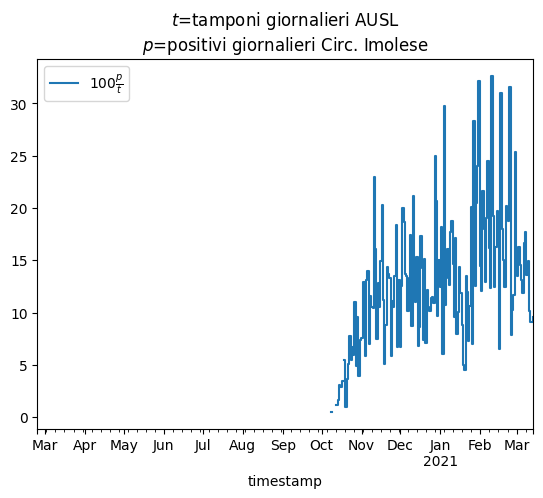 t=tamponi giornalieri AUSL
p=positivi giornalieri Circ. Imolese
100 p/t
30
25
20
15
10
5
0
Mar Apr May Jun Jul Aug Sep Oct Nov Dec Jan Feb Mar
2021
timestamp